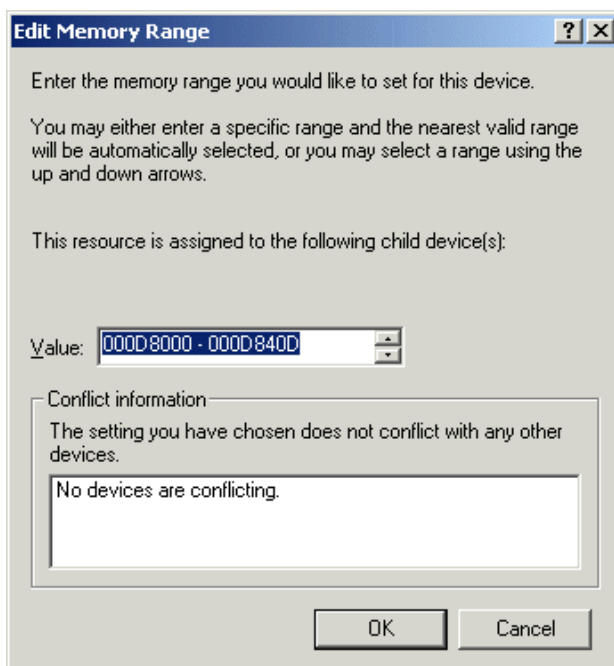 Edit Memory Range
Enter the memory range you would like to set for this device.
You may either enter a specific range and the nearest valid range
will be automatically selected, or you may select a range using the
up and down arrows.
This resource is assigned to the following child device(s):
Value: 000D8000 - 000D840D
Conflict information
The setting you have chosen does not conflict with any other
devices.
No devices are conflicting.
OK Cancel